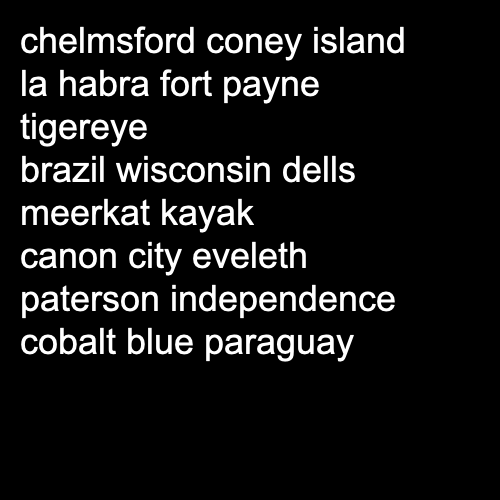 chelmsford coney island
la habra fort payne
tigereye
brazil wisconsin dells
meerkat kayak
canon city eveleth
paterson independence
cobalt blue paraguay